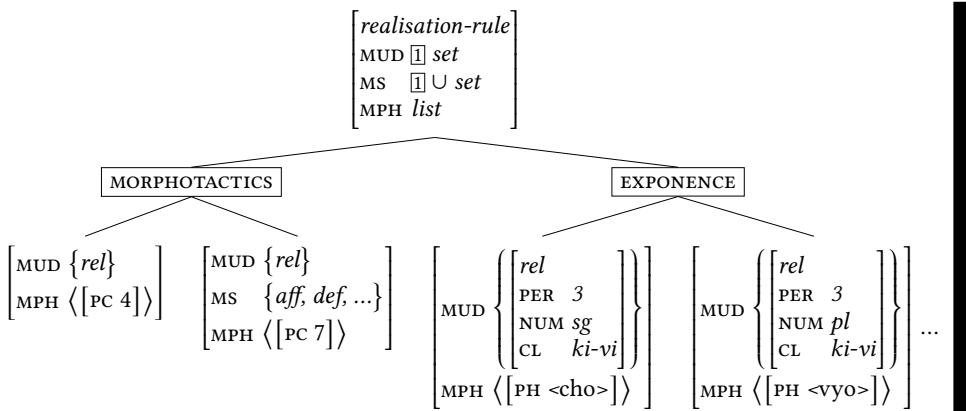 realisation-rule
MUD 1 set
MS 1 ∪ set
MPH list
MORPHOTACTICS
EXPONENCE
MUD {rel}
MPH ⟨[PC 4]⟩
MUD {rel}
MS {aff, def, ...}
MPH ⟨[PC 7]⟩
MUD {[rel
PER 3
NUM sg
CL ki-vi]}
MPH ⟨[PH <cho>]⟩
MUD {[rel
PER 3
NUM pl
CL ki-vi]}
MPH ⟨[PH <vyo>]⟩
...